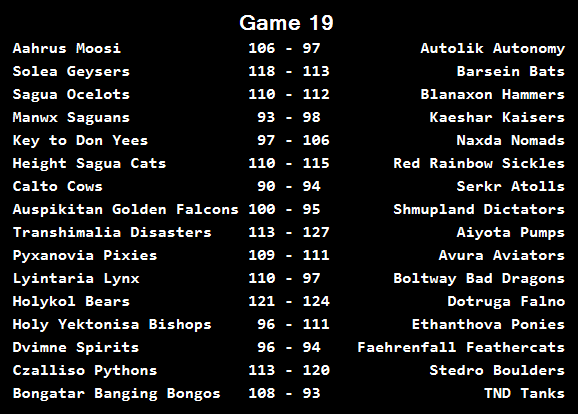 Game 19
Aahrus Moosi 106 - 97 Autolik Autonomy
Solea Geysers 118 - 113 Barsein Bats
Sagua Ocelots 110 - 112 Blanaxon Hammers
Manwx Saguans 93 - 98 Kaeshar Kaisers
Key to Don Yees 97 - 106 Naxda Nomads
Height Sagua Cats 110 - 115 Red Rainbow Sickles
Calto Cows 90 - 94 Serkr Atolls
Auspikitan Golden Falcons 100 - 95 Shmupland Dictators
Transhimalia Disasters 113 - 127 Aiyota Pumps
Pyxanovia Pixies 109 - 111 Avura Aviators
Lyintaria Lynx 110 - 97 Boltway Bad Dragons
Holykol Bears 121 - 124 Dotruga Falno
Holy Yektonisa Bishops 96 - 111 Ethanthova Ponies
Dvimne Spirits 96 - 94 Faehrenfall Feathercats
Czalliso Pythons 113 - 120 Stedro Boulders
Bongatar Banging Bongos 108 - 93 TND Tanks